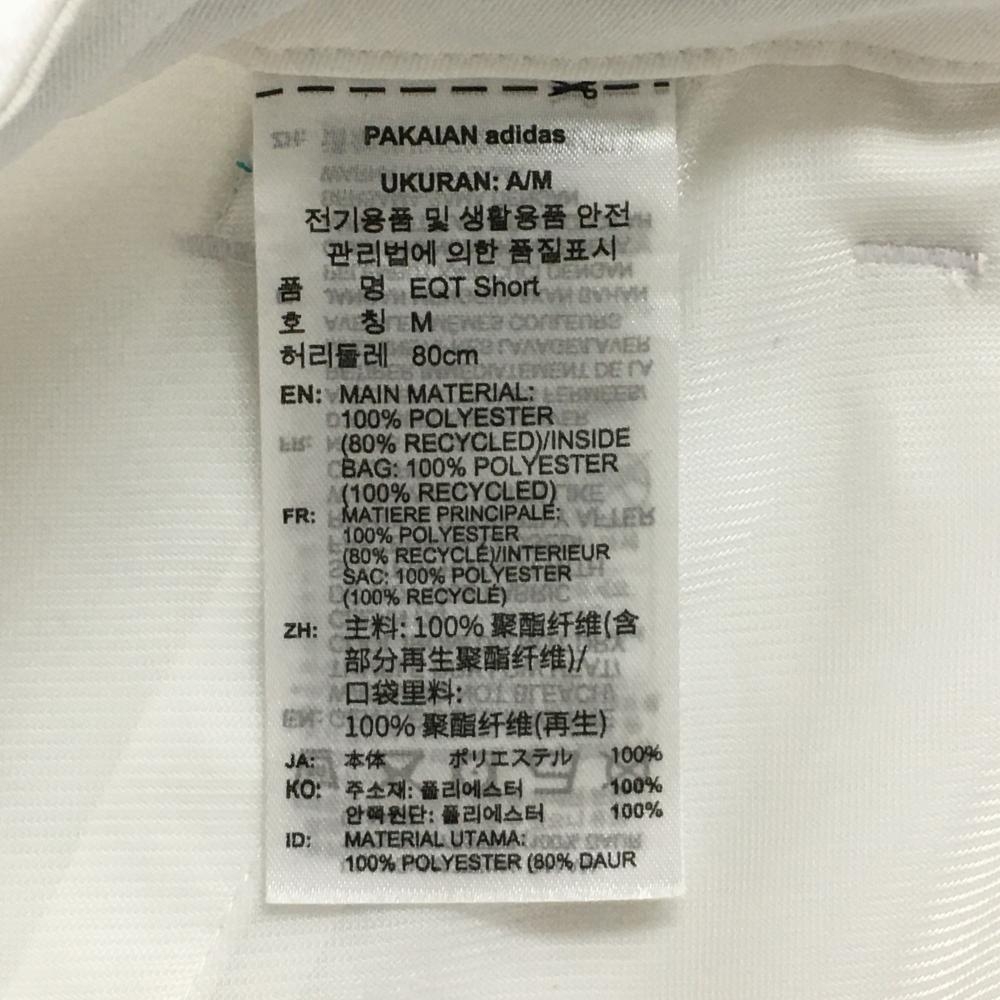 6
PAKAIAN adidas
UKURAN: A/M
전기용품 및 생활용품 안전
관리법에 의한 품질표시
품 명 EQT Short
호 칭 M
허리둘레 80cm
EN: MAIN MATERIAL:
100% POLYESTER
(80% RECYCLED)/INSIDE
BAG: 100% POLYESTER
(100% RECYCLED)
FR: MATIERE PRINCIPALE:
100% POLYESTER
(80% RECYCLÉ)/INTERIEUR
SAC: 100% POLYESTER
(100% RECYCLÉ)
ZH: 主料: 100% 聚酯纤维(含
部分再生聚酯纤维)/
口袋里料:
100% 聚酯纤维(再生)
JA: 本体 ポリエステル 100%
KO: 주소재: 폴리에스터 100%
안쪽원단: 폴리에스터 100%
ID: MATERIAL UTAMA:
100% POLYESTER (80% DAUR